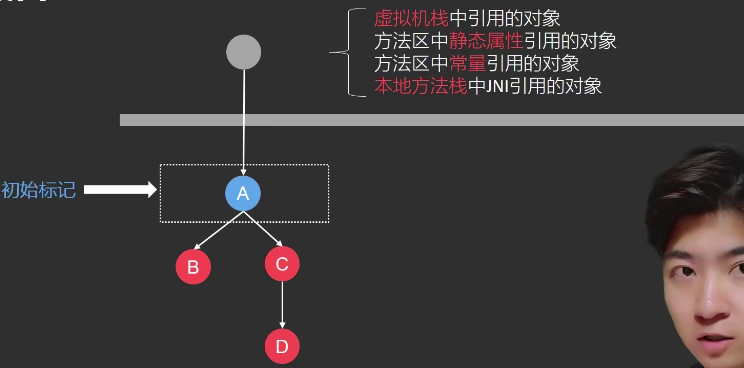 虚拟机栈中引用的对象
方法区中静态属性引用的对象
方法区中常量引用的对象
本地方法栈中JNI引用的对象
初始标记
A
B
C
D